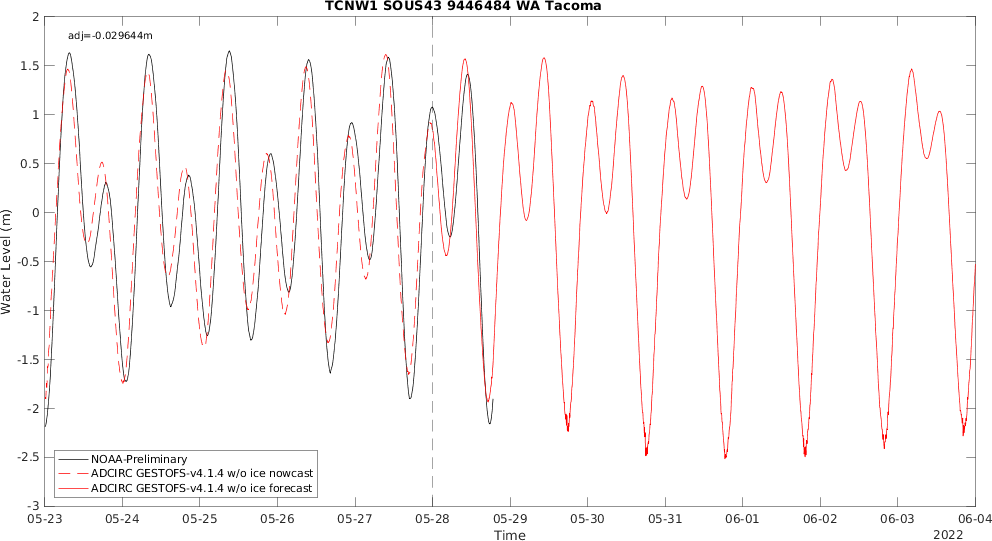 TCNW1 SOUS43 9446484 WA Tacoma
adj=-0.029644m
2
1.5
1
0.5
0
-0.5
-1
-1.5
-2
-2.5
-3
Water Level (m)
NOAA-Preliminary
ADCIRC GESTOFS-v4.1.4 w/o ice nowcast
ADCIRC GESTOFS-v4.1.4 w/o ice forecast
05-23 05-24 05-25 05-26 05-27 05-28 05-29 05-30 05-31 06-01 06-02 06-03 06-04
Time
2022